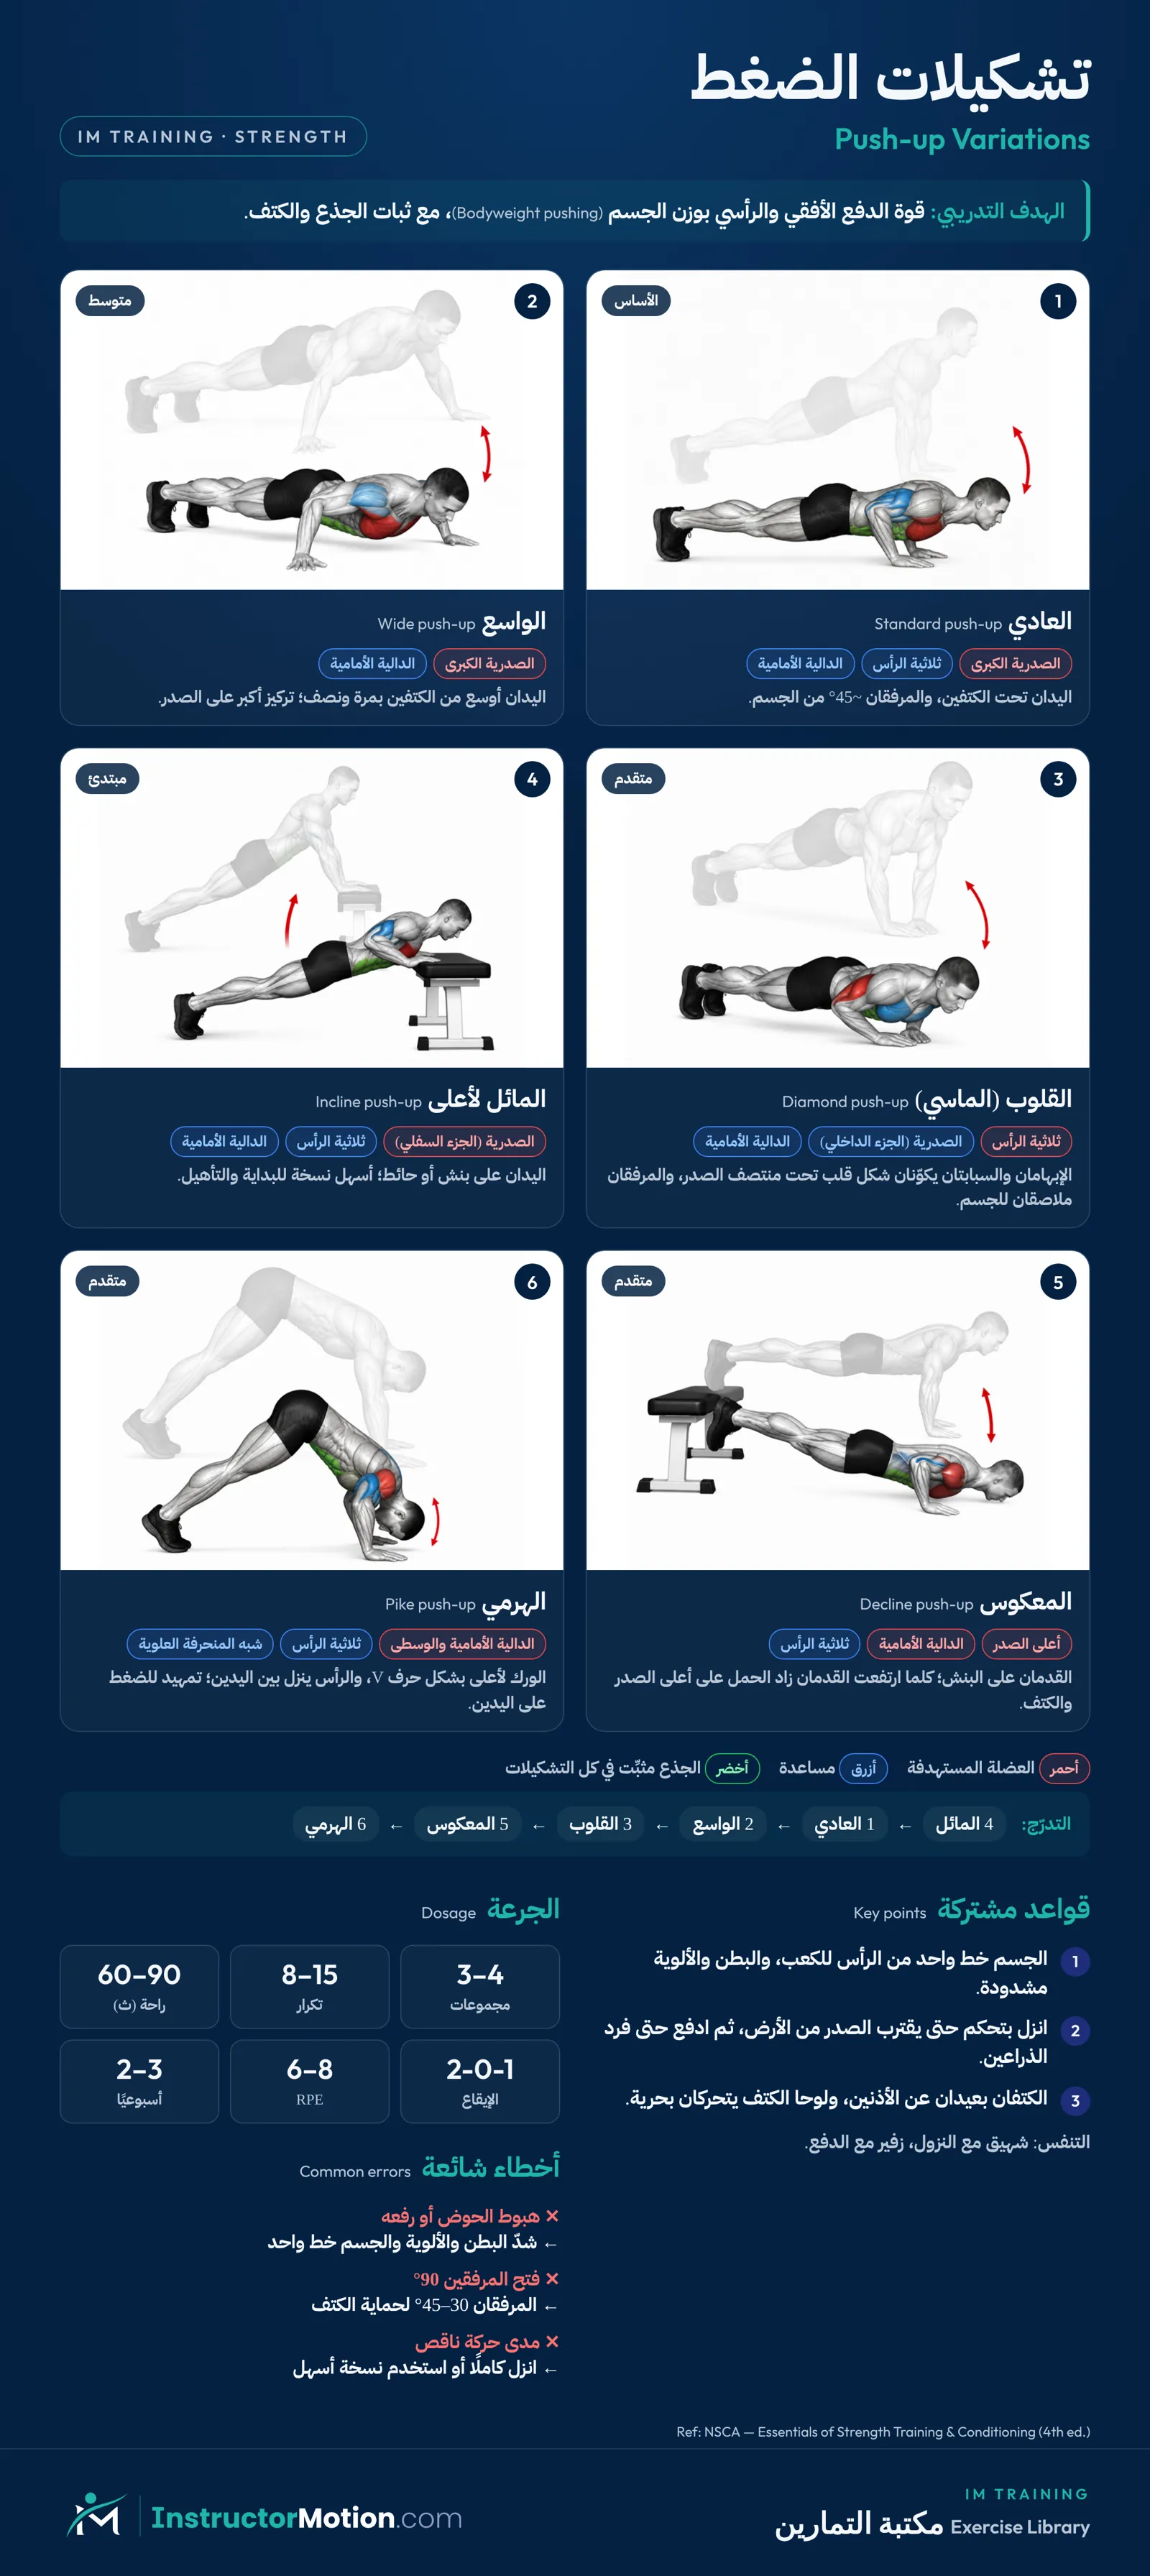 تشكيلات الضغط
Push-up Variations
IM TRAINING · STRENGTH
الهدف التدريبي: قوة الدفع الأفقي والرأسي بوزن الجسم (Bodyweight pushing)، مع ثبات الجذع والكتف.
1
الأساس
العادي Standard push-up
الصدرية الكبرى ثلاثية الرأس الدالية الأمامية
اليدان تحت الكتفين، والمرفقان ~45° من الجسم.
2
متوسط
الواسع Wide push-up
الصدرية الكبرى الدالية الأمامية
اليدان أوسع من الكتفين بمرة ونصف؛ تركيز أكبر على الصدر.
3
متقدم
القلوب (الماسي) Diamond push-up
ثلاثية الرأس الصدرية (الجزء الداخلي) الدالية الأمامية
الإبهامان والسبابتان يكوّنان شكل قلب تحت منتصف الصدر، والمرفقان
ملاصقان للجسم.
4
مبتدئ
المائل لأعلى Incline push-up
الصدرية (الجزء السفلي) ثلاثية الرأس الدالية الأمامية
اليدان على بنش أو حائط؛ أسهل نسخة للبداية والتأهيل.
5
متقدم
المعكوس Decline push-up
أعلى الصدر الدالية الأمامية ثلاثية الرأس
القدمان على البنش؛ كلما ارتفعت القدمان زاد الحمل على أعلى الصدر
والكتف.
6
متقدم
الهرمي Pike push-up
الدالية الأمامية والوسطى ثلاثية الرأس شبه المنحرفة العلوية
الورك لأعلى بشكل حرف V، والرأس ينزل بين اليدين؛ تمهيد للضغط
على اليدين.
أحمر العضلة المستهدفة أزرق مساعدة أخضر الجذع مثبّت في كل التشكيلات
التدرّج: 4 المائل ← 1 العادي ← 2 الواسع ← 3 القلوب ← 5 المعكوس ← 6 الهرمي
قواعد مشتركة Key points
1 الجسم خط واحد من الرأس للكعب، والبطن والألوية
مشدودة.
2 انزل بتحكم حتى يقترب الصدر من الأرض، ثم ادفع حتى فرد
الذراعين.
3 الكتفان بعيدان عن الأذنين، ولوحا الكتف يتحركان بحرية.
التنفس: شهيق مع النزول، زفير مع الدفع.
الجرعة Dosage
3–4
مجموعات
8–15
تكرار
60–90
راحة (ث)
2-0-1
الإيقاع
6–8
RPE
2–3
أسبوعيًا
أخطاء شائعة Common errors
✕ هبوط الحوض أو رفعه
← شدّ البطن والألوية والجسم خط واحد
✕ فتح المرفقين 90°
← المرفقان 30–45° لحماية الكتف
✕ مدى حركة ناقص
← انزل كاملًا أو استخدم نسخة أسهل
Ref: NSCA — Essentials of Strength Training & Conditioning (4th ed.)
IM TRAINING
مكتبة التمارين Exercise Library
InstructorMotion.com